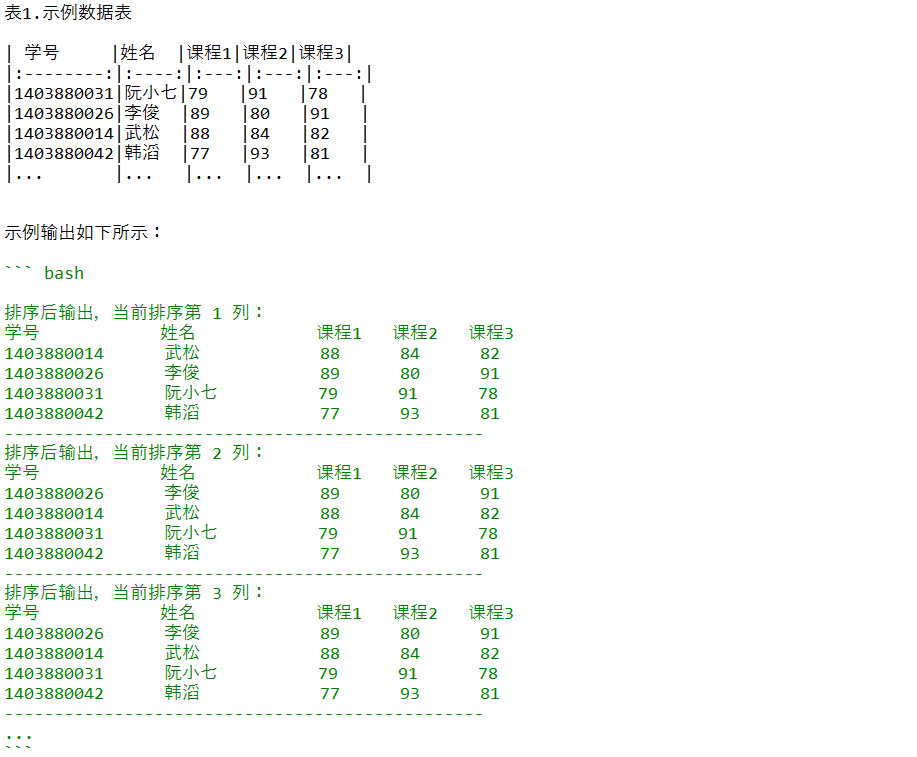 表1.示例数据表
| 学号     |姓名  |课程1|课程2|课程3|
|:--------:|:----:|:---:|:---:|:---:|
|1403880031|阮小七|79   |91   |78   |
|1403880026|李俊  |89   |80   |91   |
|1403880014|武松  |88   |84   |82   |
|1403880042|韩滔  |77   |93   |81   |
|...       |...   |...  |...  |...  |
示例输出如下所示：
``` bash
排序后输出，当前排序第 1 列：
学号 姓名 课程1 课程2 课程3
1403880014 武松 88 84 82
1403880026 李俊 89 80 91
1403880031 阮小七 79 91 78
1403880042 韩滔 77 93 81
------------------------------------------------
排序后输出，当前排序第 2 列：
学号 姓名 课程1 课程2 课程3
1403880026 李俊 89 80 91
1403880014 武松 88 84 82
1403880031 阮小七 79 91 78
1403880042 韩滔 77 93 81
------------------------------------------------
排序后输出，当前排序第 3 列：
学号 姓名 课程1 课程2 课程3
1403880026 李俊 89 80 91
1403880014 武松 88 84 82
1403880031 阮小七 79 91 78
1403880042 韩滔 77 93 81
------------------------------------------------
...
```